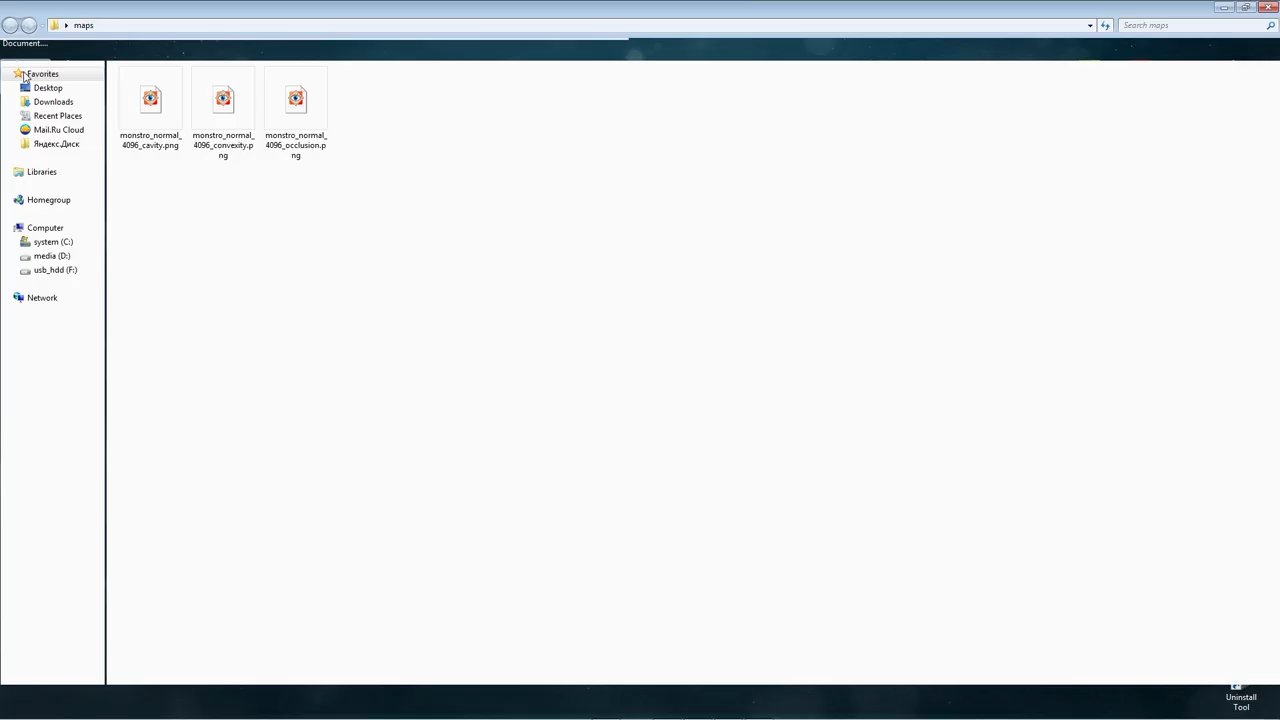 maps
Search maps
Document....
Favorites
Desktop
Downloads
Recent Places
Mail.Ru Cloud
Яндекс.Диск
Libraries
Homegroup
Computer
system (C:)
media (D:)
usb_hdd (F:)
Network
monstro_normal_
4096_cavity.png
monstro_normal_
4096_convexity.p
ng
monstro_normal_
4096_occlusion.p
ng
Uninstall
Tool